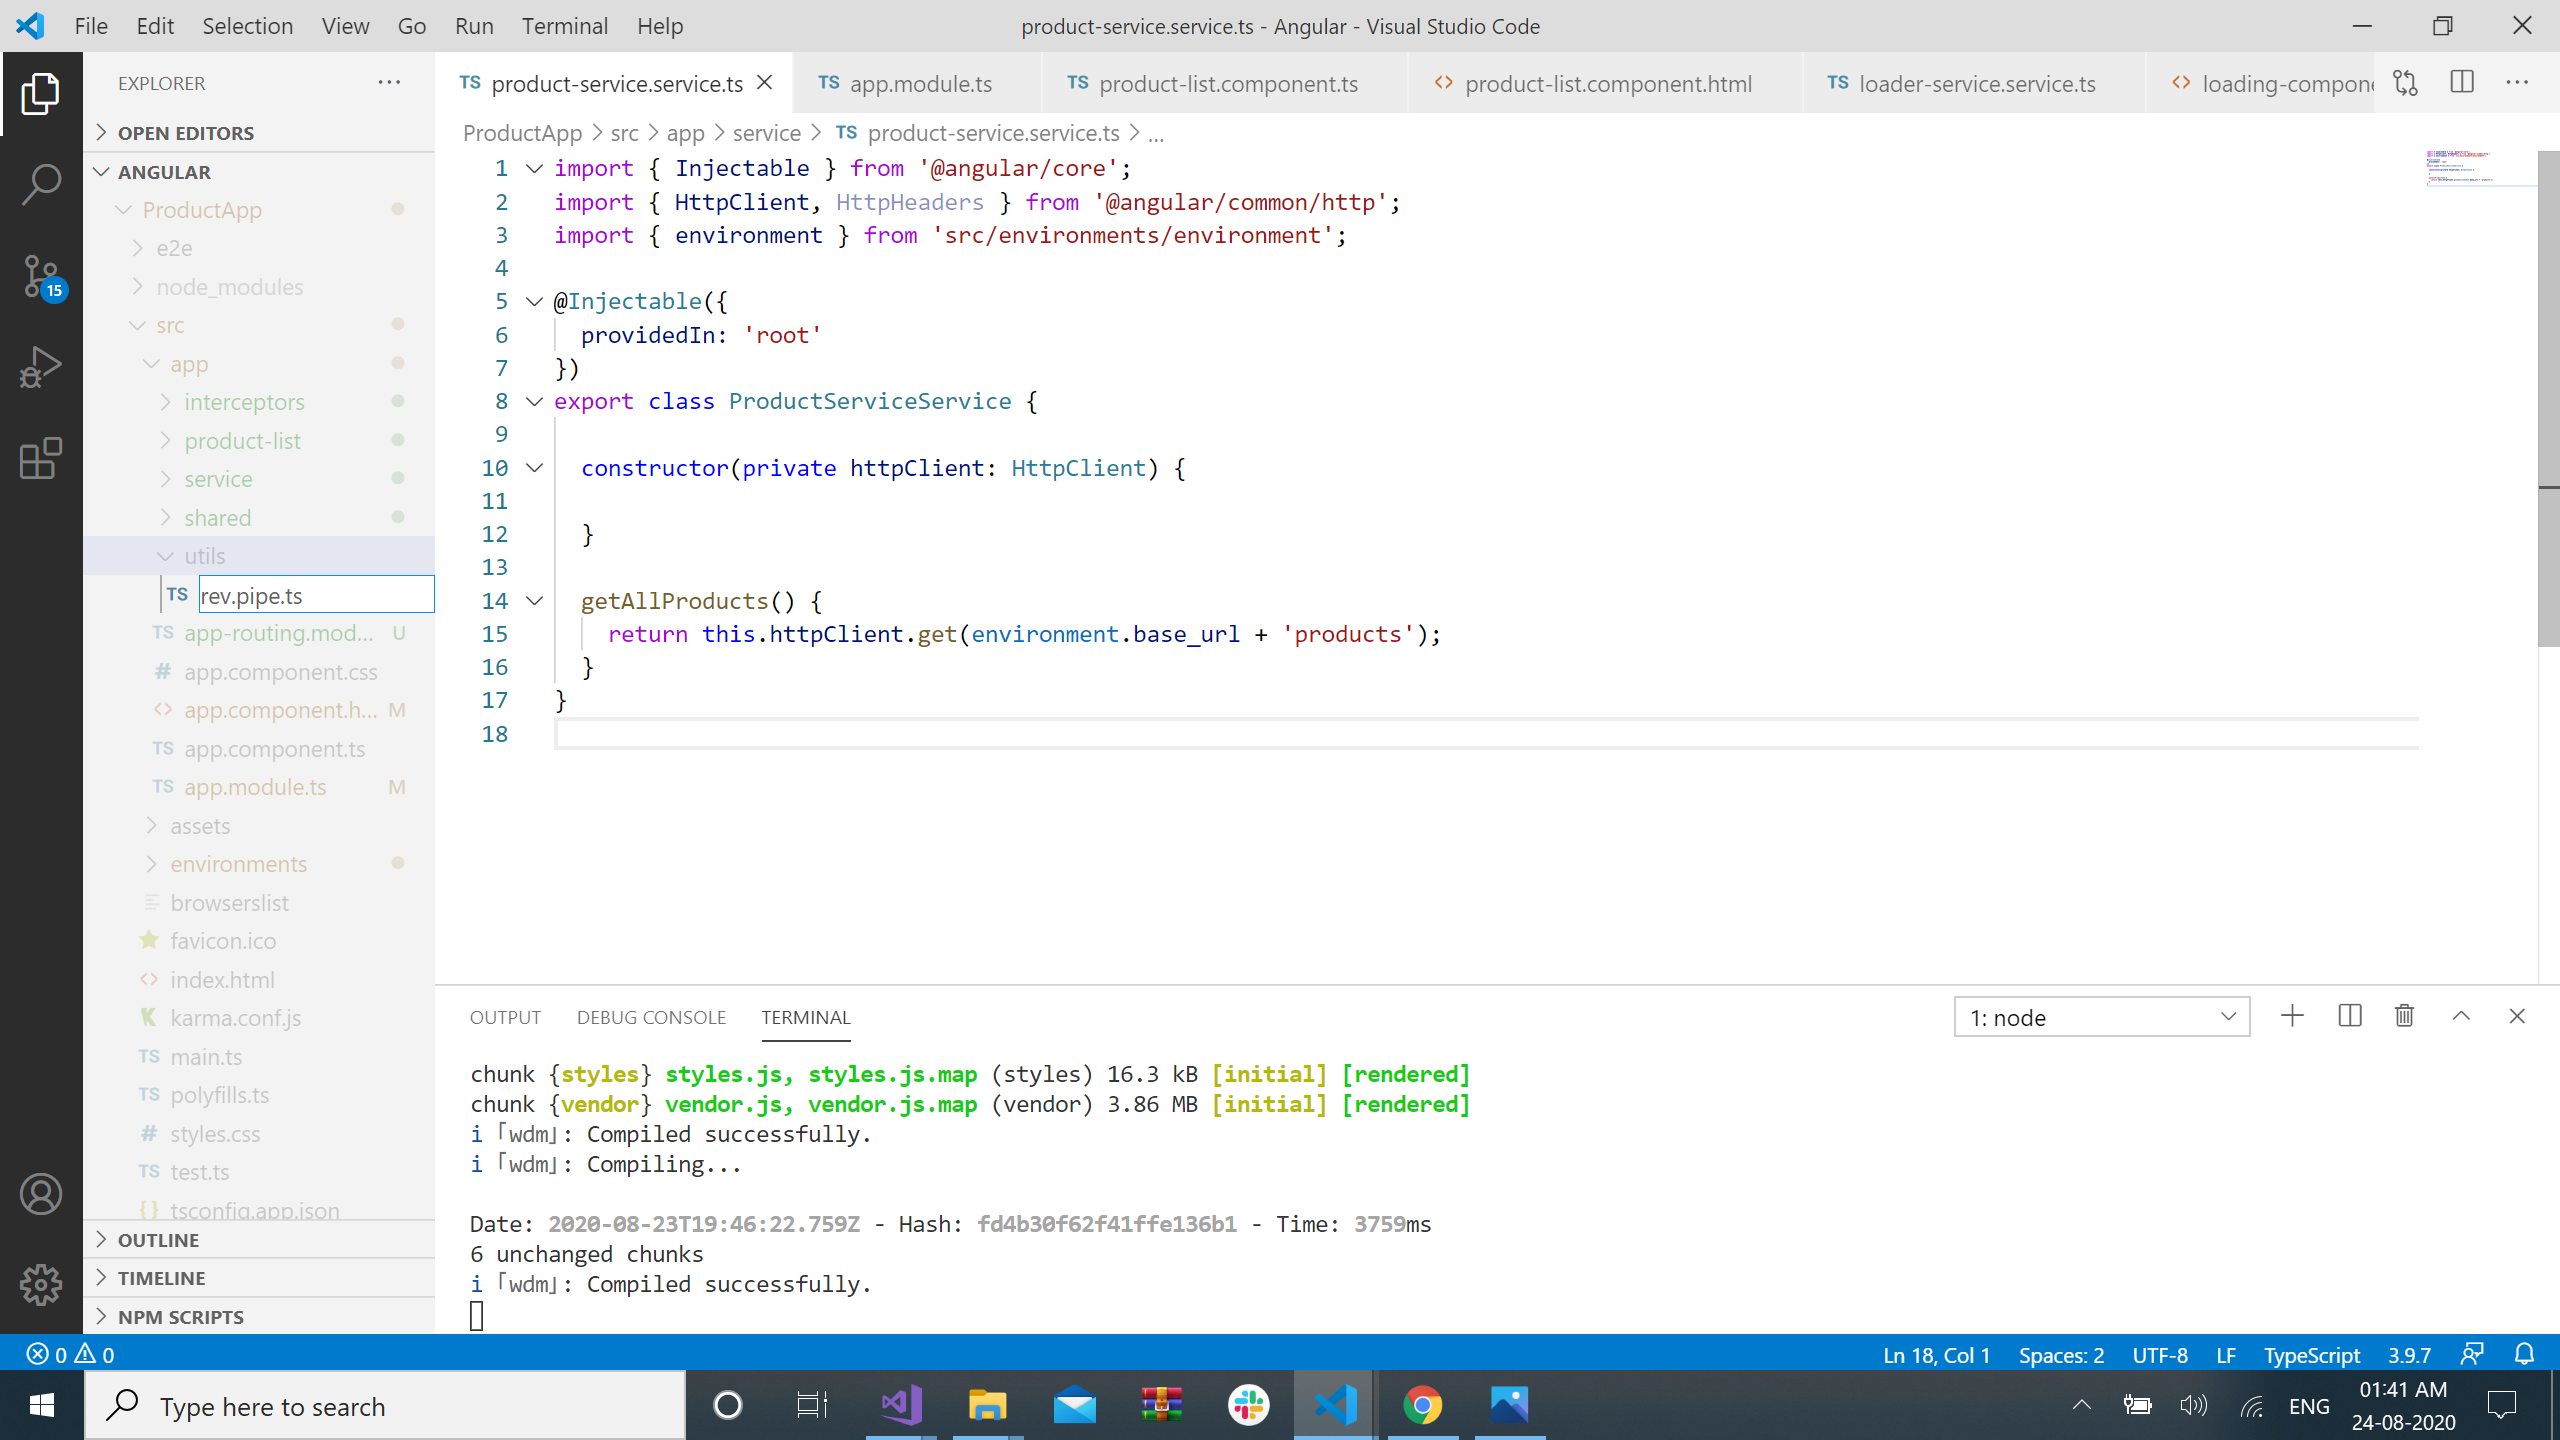 File Edit Selection View Go Run Terminal Help
product-service.service.ts - Angular - Visual Studio Code
EXPLORER
OPEN EDITORS
ANGULAR
ProductApp
e2e
node_modules
src
app
interceptors
product-list
service
shared
utils
TS rev.pipe.ts
TS app-routing.mod... U
# app.component.css
<> app.component.h... M
TS app.component.ts
TS app.module.ts M
assets
environments
browserslist
favicon.ico
<> index.html
karma.conf.js
TS main.ts
TS polyfills.ts
# styles.css
TS test.ts
{} tsconfig.app.json
OUTLINE
TIMELINE
NPM SCRIPTS
15
TS product-service.service.ts TS app.module.ts TS product-list.component.ts <> product-list.component.html TS loader-service.service.ts <> loading-compone
ProductApp > src > app > service > TS product-service.service.ts > ...
1 import { Injectable } from '@angular/core';
2 import { HttpClient, HttpHeaders } from '@angular/common/http';
3 import { environment } from 'src/environments/environment';
4
5 @Injectable({
6 providedIn: 'root'
7 })
8 export class ProductServiceService {
9
10 constructor(private httpClient: HttpClient) {
11
12 }
13
14 getAllProducts() {
15 return this.httpClient.get(environment.base_url + 'products');
16 }
17 }
18
OUTPUT DEBUG CONSOLE TERMINAL 1: node
chunk {styles} styles.js, styles.js.map (styles) 16.3 kB [initial] [rendered]
chunk {vendor} vendor.js, vendor.js.map (vendor) 3.86 MB [initial] [rendered]
i ｢wdm｣: Compiled successfully.
i ｢wdm｣: Compiling...
Date: 2020-08-23T19:46:22.759Z - Hash: fd4b30f62f41ffe136b1 - Time: 3759ms
6 unchanged chunks
i ｢wdm｣: Compiled successfully.
0 0 Ln 18, Col 1 Spaces: 2 UTF-8 LF TypeScript 3.9.7
Type here to search
ENG
01:41 AM
24-08-2020